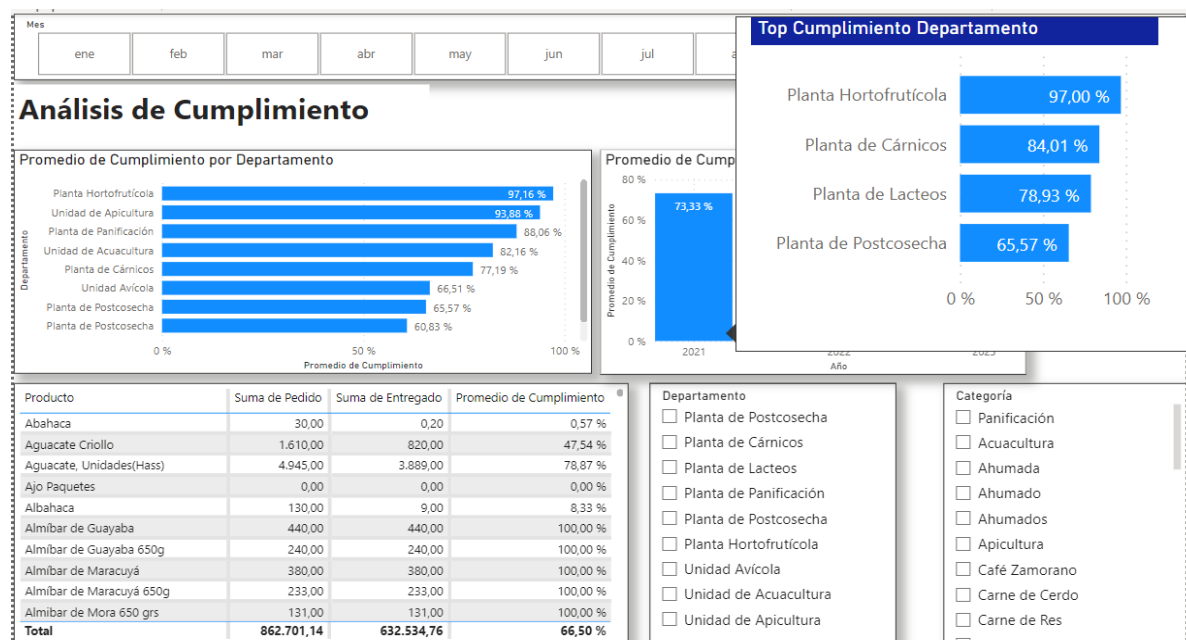 Mes
ene feb mar abr may jun jul
Análisis de Cumplimiento
Promedio de Cumplimiento por Departamento
Departamento
Planta Hortofrutícola 97,16 %
Unidad de Apicultura 93,88 %
Planta de Panificación 88,06 %
Unidad de Acuacultura 82,16 %
Planta de Cárnicos 77,19 %
Unidad Avícola 66,51 %
Planta de Postcosecha 65,57 %
Planta de Postcosecha 60,83 %
0 % 50 % 100 %
Promedio de Cumplimiento
Promedio de Cump
Promedio de Cumplimiento
80 %
60 %
40 %
20 %
0 %
73,33 %
2021 2022 2023
Año
Top Cumplimiento Departamento
Planta Hortofrutícola 97,00 %
Planta de Cárnicos 84,01 %
Planta de Lacteos 78,93 %
Planta de Postcosecha 65,57 %
0 % 50 % 100 %
Producto Suma de Pedido Suma de Entregado Promedio de Cumplimiento
Abahaca 30,00 0,20 0,57 %
Aguacate Criollo 1.610,00 820,00 47,54 %
Aguacate, Unidades(Hass) 4.945,00 3.889,00 78,87 %
Ajo Paquetes 0,00 0,00 0,00 %
Albahaca 130,00 9,00 8,33 %
Almíbar de Guayaba 440,00 440,00 100,00 %
Almíbar de Guayaba 650g 240,00 240,00 100,00 %
Almíbar de Maracuyá 380,00 380,00 100,00 %
Almíbar de Maracuyá 650g 233,00 233,00 100,00 %
Almibar de Mora 650 grs 131,00 131,00 100,00 %
Total 862.701,14 632.534,76 66,50 %
Departamento
Planta de Postcosecha
Planta de Cárnicos
Planta de Lacteos
Planta de Panificación
Planta de Postcosecha
Planta Hortofrutícola
Unidad Avícola
Unidad de Acuacultura
Unidad de Apicultura
Categoría
Panificación
Acuacultura
Ahumada
Ahumado
Ahumados
Apicultura
Café Zamorano
Carne de Cerdo
Carne de Res